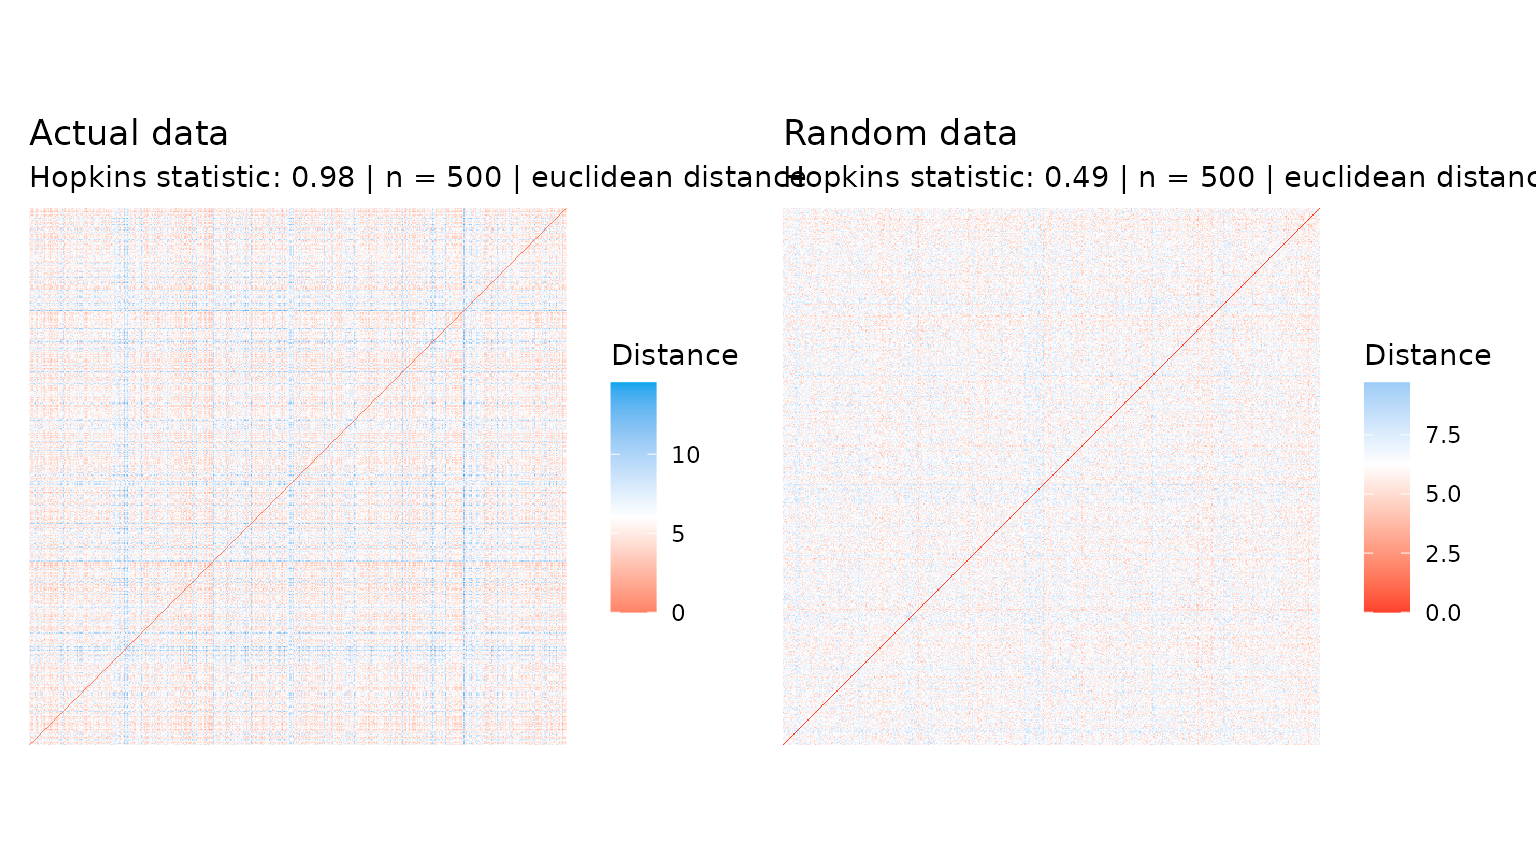 Actual data
Hopkins statistic: 0.98 | n = 500 | euclidean distance
Distance
10
5
0
Random data
Hopkins statistic: 0.49 | n = 500 | euclidean distanc
Distance
7.5
5.0
2.5
0.0